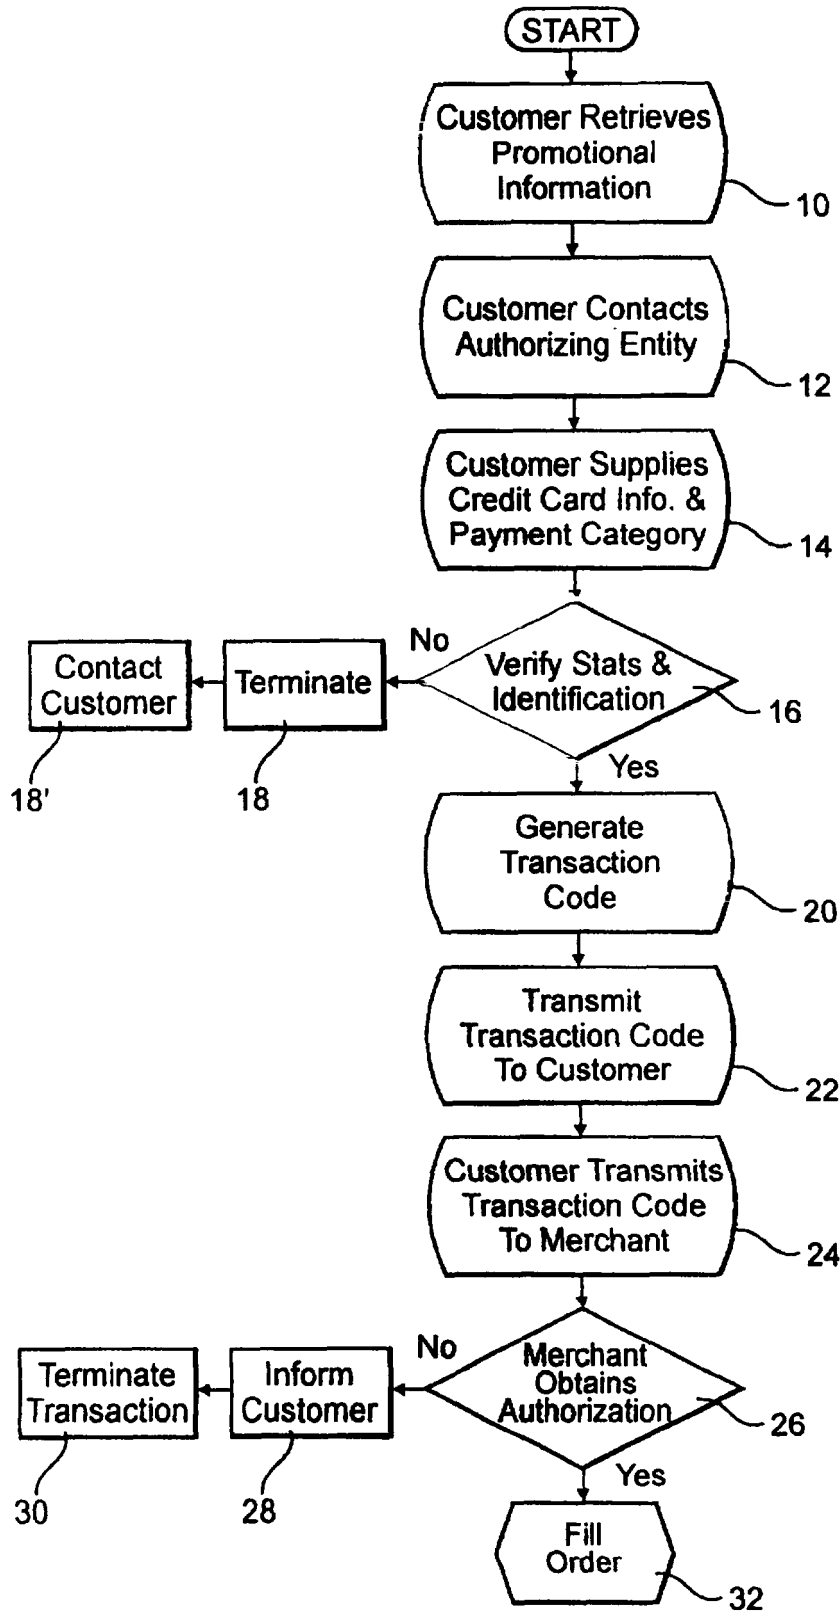 START
Customer Retrieves
Promotional
Information
10
Customer Contacts
Authorizing Entity
12
Customer Supplies
Credit Card Info. &
Payment Category
14
Verify Stats &
Identification
16
No
Terminate
18
Contact
Customer
18'
Yes
Generate
Transaction
Code
20
Transmit
Transaction Code
To Customer
22
Customer Transmits
Transaction Code
To Merchant
24
Merchant
Obtains
Authorization
26
No
Inform
Customer
28
Terminate
Transaction
30
Yes
Fill
Order
32